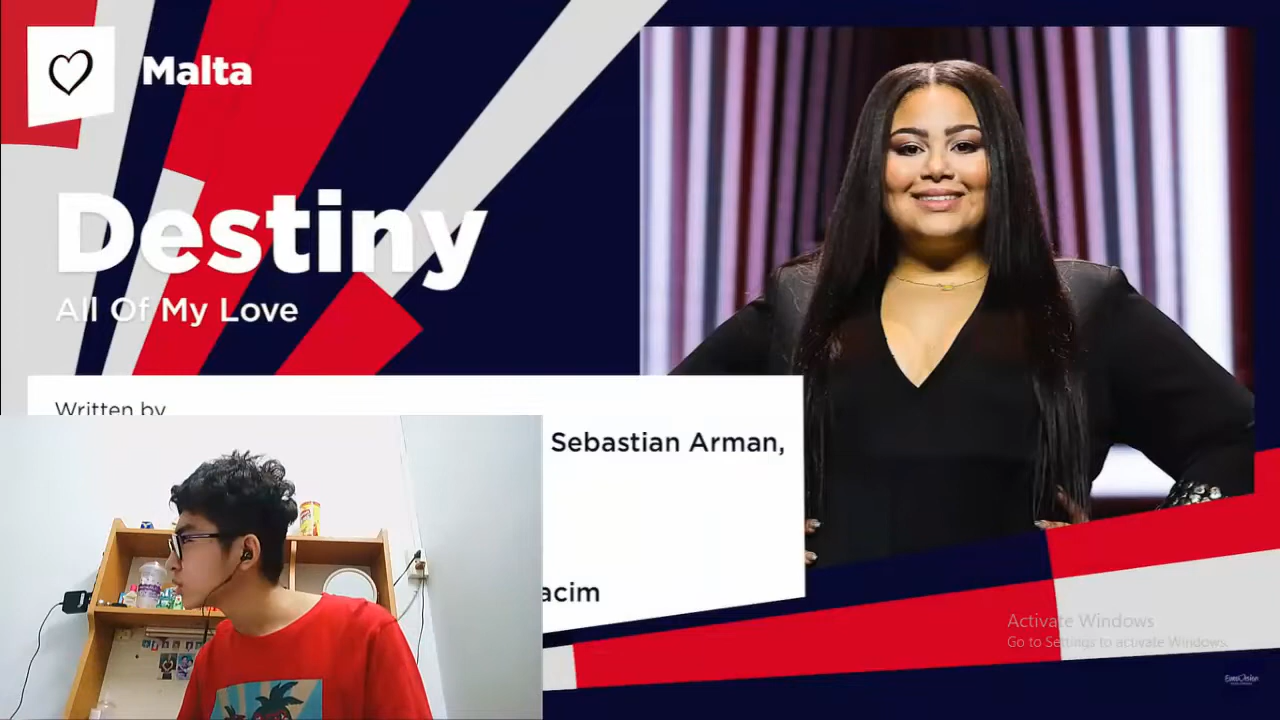 Malta
Destiny
All Of My Love
Written by
Sebastian Arman,
acim
Activate Windows
Go to Settings to activate Windows.
EUROVISION